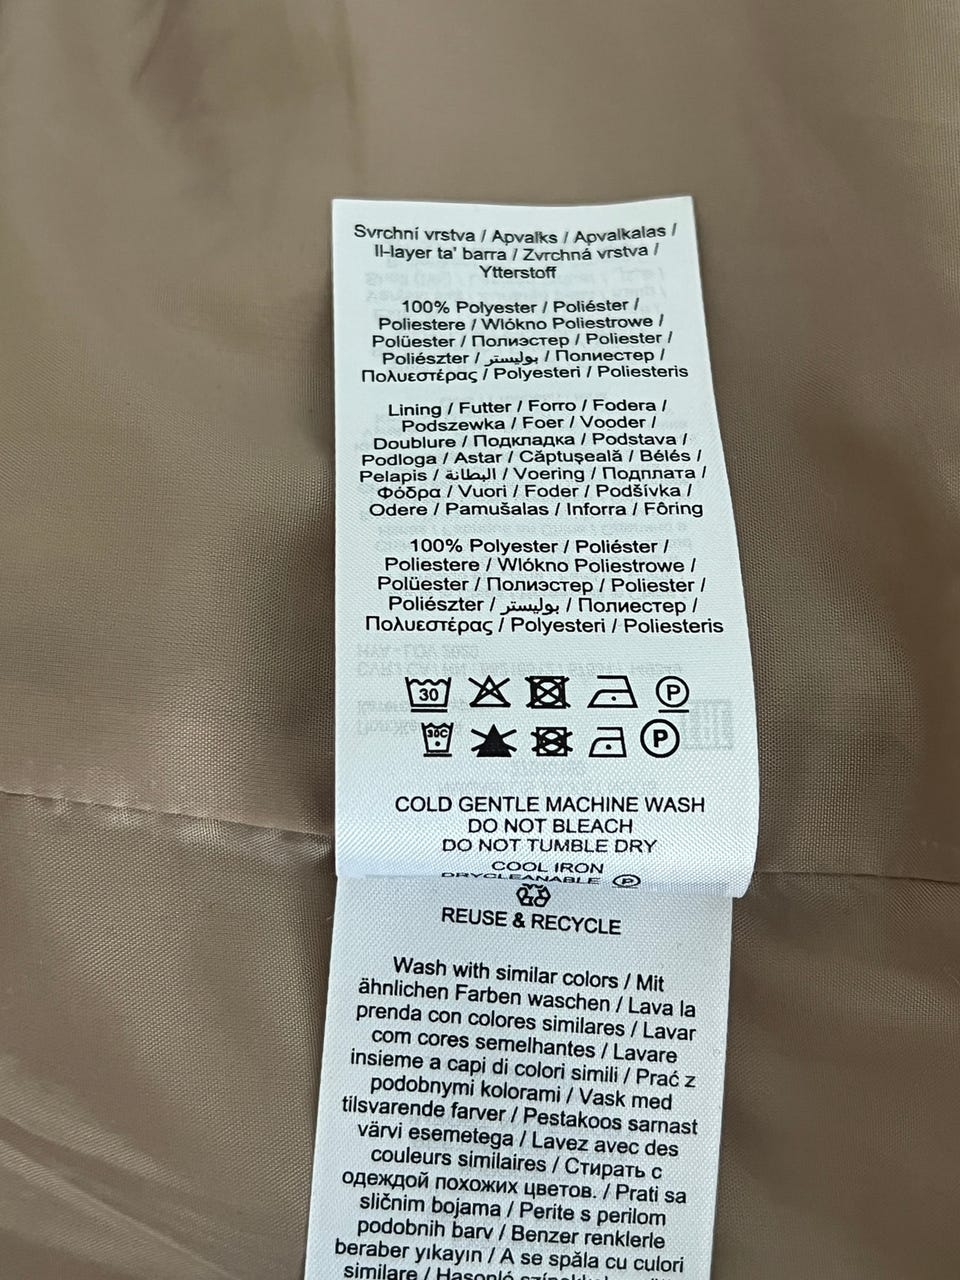 Svrchní vrstva / Apvalks / Apvalkalas /
Il-layer ta' barra / Zvrchná vrstva /
Ytterstoff
100% Polyester / Poliéster /
Poliestere / Wlókno Poliestrowe /
Polüester / Полиэстер / Poliester /
Poliészter / بوليستر / Полиестер /
Πολυεστέρας / Polyesteri / Poliesteris
Lining / Futter / Forro / Fodera /
Podszewka / Foer / Vooder /
Doublure / Подкладка / Podstava /
Podloga / Astar / Căptușeală / Bélés /
Pelapis / البطانة / Voering / Подплата /
Φόδρα / Vuori / Foder / Podšívka /
Odere / Pamušalas / Inforra / Fôring
100% Polyester / Poliéster /
Poliestere / Wlókno Poliestrowe /
Polüester / Полиэстер / Poliester /
Poliészter / بوليستر / Полиестер /
Πολυεστέρας / Polyesteri / Poliesteris
30 P
30C P
COLD GENTLE MACHINE WASH
DO NOT BLEACH
DO NOT TUMBLE DRY
COOL IRON
DRYCLEANABLE P
REUSE & RECYCLE
Wash with similar colors / Mit
ähnlichen Farben waschen / Lava la
prenda con colores similares / Lavar
com cores semelhantes / Lavare
insieme a capi di colori simili / Prać z
podobnymi kolorami / Vask med
tilsvarende farver / Pestakoos sarnast
värvi esemetega / Lavez avec des
couleurs similaires / Стирать с
одеждой похожих цветов. / Prati sa
sličnim bojama / Perite s perilom
podobnih barv / Benzer renklerle
beraber yıkayın / A se spăla cu culori
similare / Hasonló